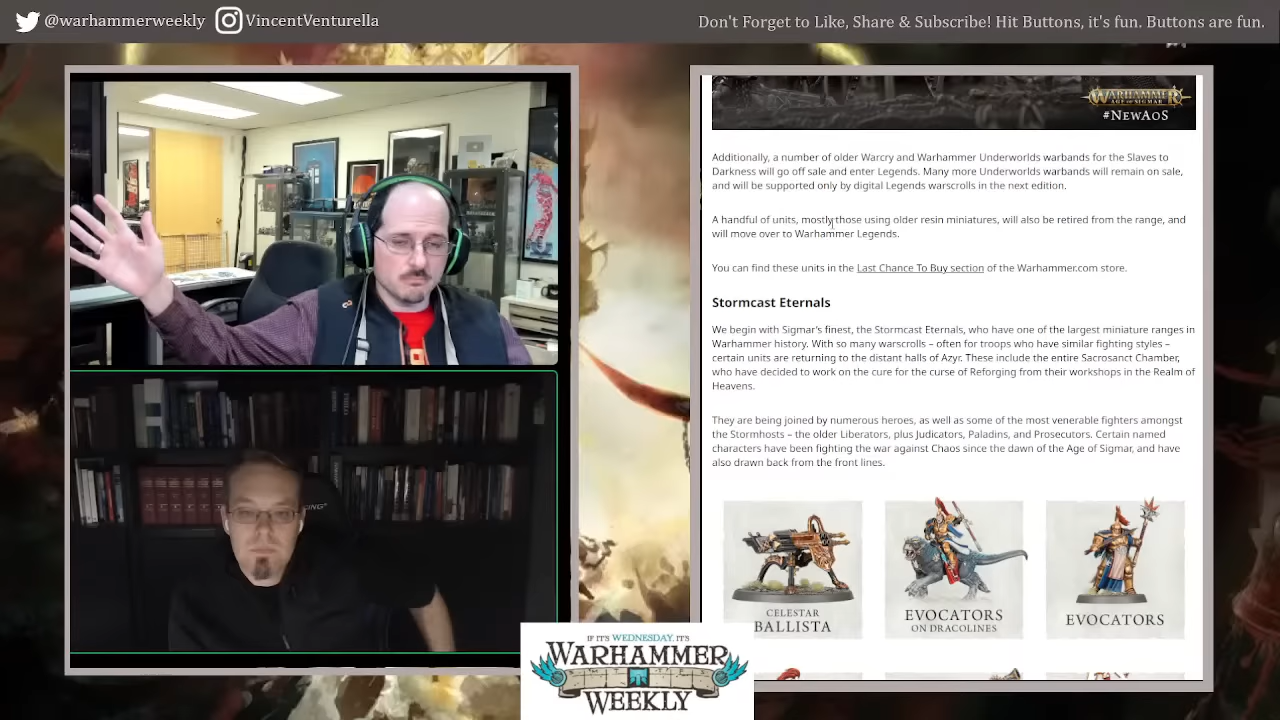 @warhammerweekly VincentVenturella
Don't Forget to Like, Share & Subscribe! Hit Buttons, it's fun. Buttons are fun.
WARHAMMER
AGE OF SIGMAR
#NEWAOS
Additionally, a number of older Warcry and Warhammer Underworlds warbands for the Slaves to
Darkness will go off sale and enter Legends. Many more Underworlds warbands will remain on sale,
and will be supported only by digital Legends warscrolls in the next edition.
A handful of units, mostly those using older resin miniatures, will also be retired from the range, and
will move over to Warhammer Legends.
You can find these units in the Last Chance To Buy section of the Warhammer.com store.
Stormcast Eternals
We begin with Sigmar's finest, the Stormcast Eternals, who have one of the largest miniature ranges in
Warhammer history. With so many warscrolls – often for troops who have similar fighting styles –
certain units are returning to the distant halls of Azyr. These include the entire Sacrosanct Chamber,
who have decided to work on the cure for the curse of Reforging from their workshops in the Realm of
Heavens.
They are being joined by numerous heroes, as well as some of the most venerable fighters amongst
the Stormhosts – the older Liberators, plus Judicators, Paladins, and Prosecutors. Certain named
characters have been fighting the war against Chaos since the dawn of the Age of Sigmar, and have
also drawn back from the front lines.
CELESTAR
BALLISTA
EVOCATORS
ON DRACOLINES
EVOCATORS
IF IT'S WEDNESDAY, IT'S
WARHAMMER
WEEKLY